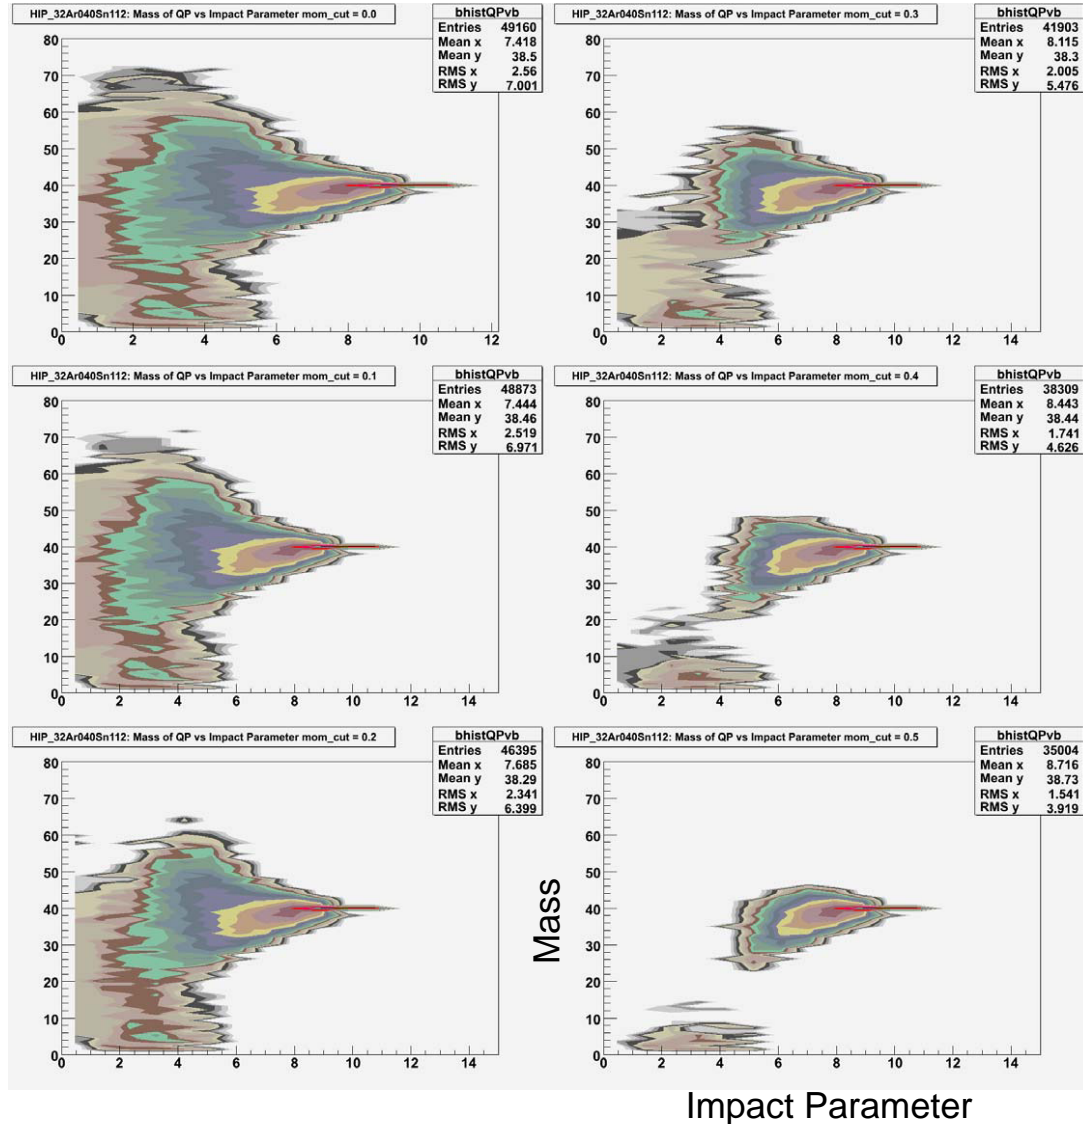 HIP_32Ar040Sn112: Mass of QP vs Impact Parameter mom_cut = 0.0
bhistQPvb
Entries 49160
Mean x 7.418
Mean y 38.5
RMS x 2.56
RMS y 7.001
80
70
60
50
40
30
20
10
0
0 2 4 6 8 10 12
HIP_32Ar040Sn112: Mass of QP vs Impact Parameter mom_cut = 0.3
bhistQPvb
Entries 41903
Mean x 8.115
Mean y 38.3
RMS x 2.005
RMS y 5.476
80
70
60
50
40
30
20
10
0
0 2 4 6 8 10 12 14
HIP_32Ar040Sn112: Mass of QP vs Impact Parameter mom_cut = 0.1
bhistQPvb
Entries 48873
Mean x 7.444
Mean y 38.46
RMS x 2.519
RMS y 6.971
80
70
60
50
40
30
20
10
0
0 2 4 6 8 10 12 14
HIP_32Ar040Sn112: Mass of QP vs Impact Parameter mom_cut = 0.4
bhistQPvb
Entries 38309
Mean x 8.443
Mean y 38.44
RMS x 1.741
RMS y 4.626
80
70
60
50
40
30
20
10
0
0 2 4 6 8 10 12 14
HIP_32Ar040Sn112: Mass of QP vs Impact Parameter mom_cut = 0.2
bhistQPvb
Entries 46395
Mean x 7.685
Mean y 38.29
RMS x 2.341
RMS y 6.399
80
70
60
50
40
30
20
10
0
0 2 4 6 8 10 12 14
HIP_32Ar040Sn112: Mass of QP vs Impact Parameter mom_cut = 0.5
bhistQPvb
Entries 35004
Mean x 8.716
Mean y 38.73
RMS x 1.541
RMS y 3.919
Mass
80
70
60
50
40
30
20
10
0
0 2 4 6 8 10 12 14
Impact Parameter